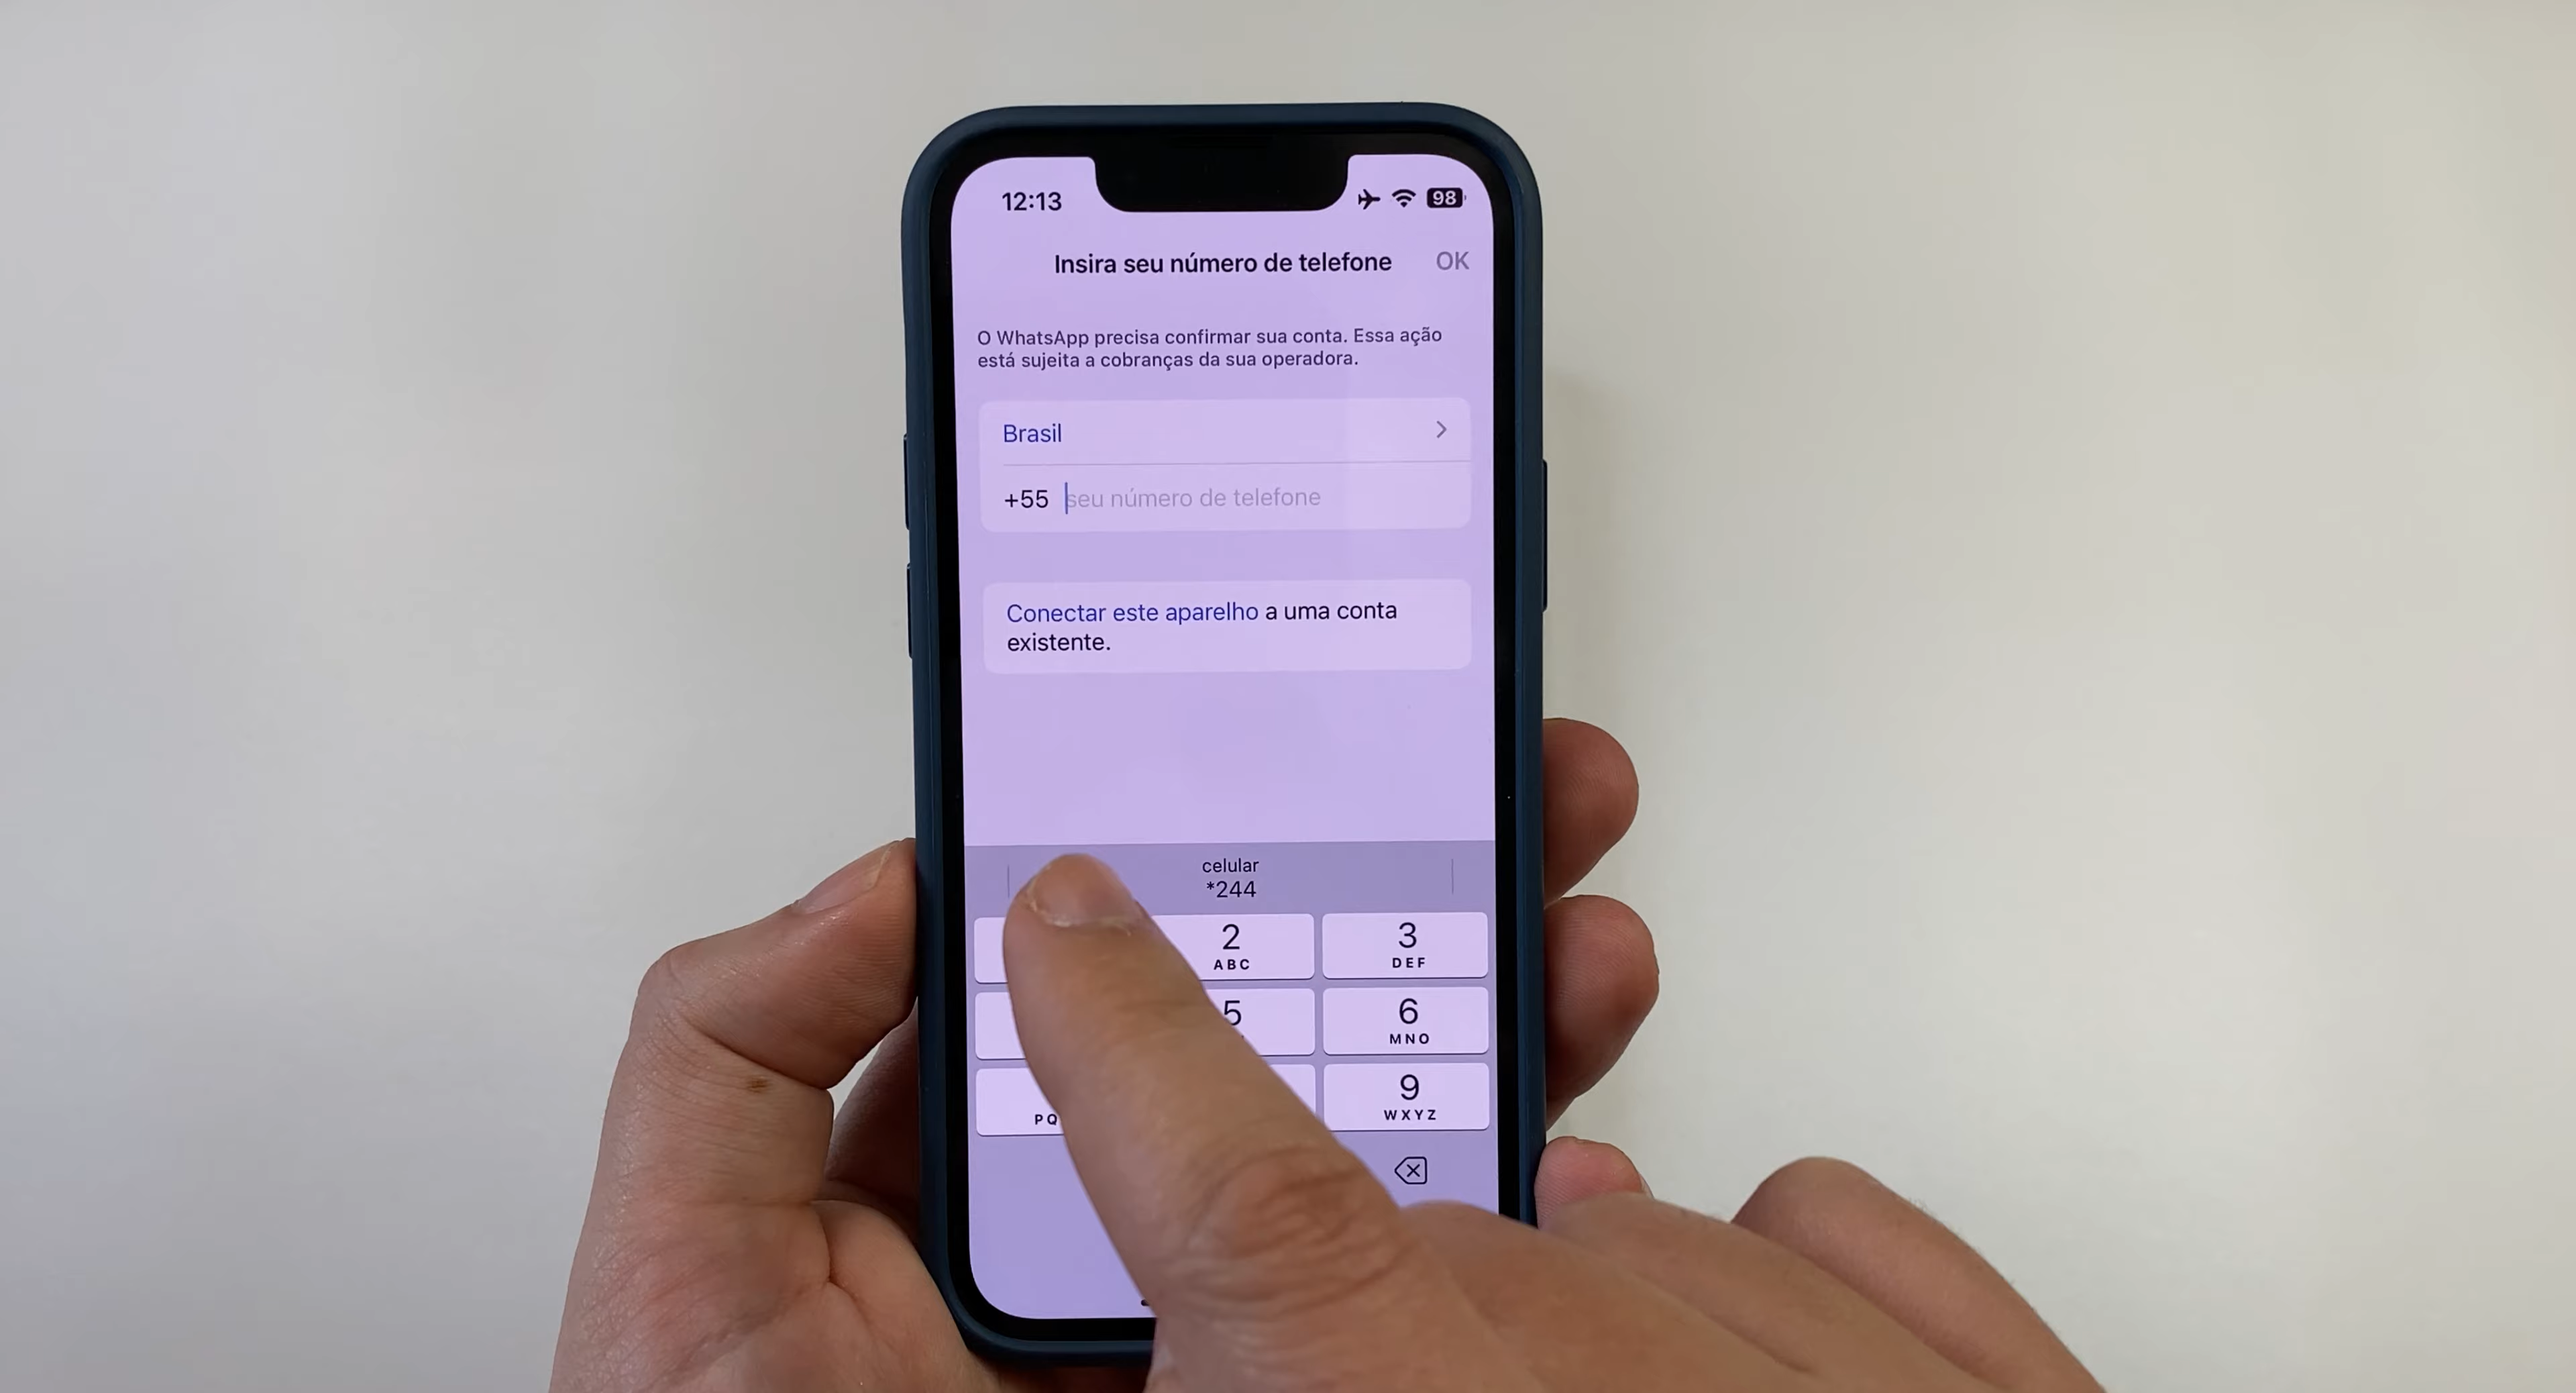 12:13
98
Insira seu número de telefone
OK
O WhatsApp precisa confirmar sua conta. Essa ação
está sujeita a cobranças da sua operadora.
Brasil
+55 seu número de telefone
Conectar este aparelho a uma conta
existente.
celular
*244
2
ABC
3
DEF
5
6
MNO
9
WXYZ
PQ